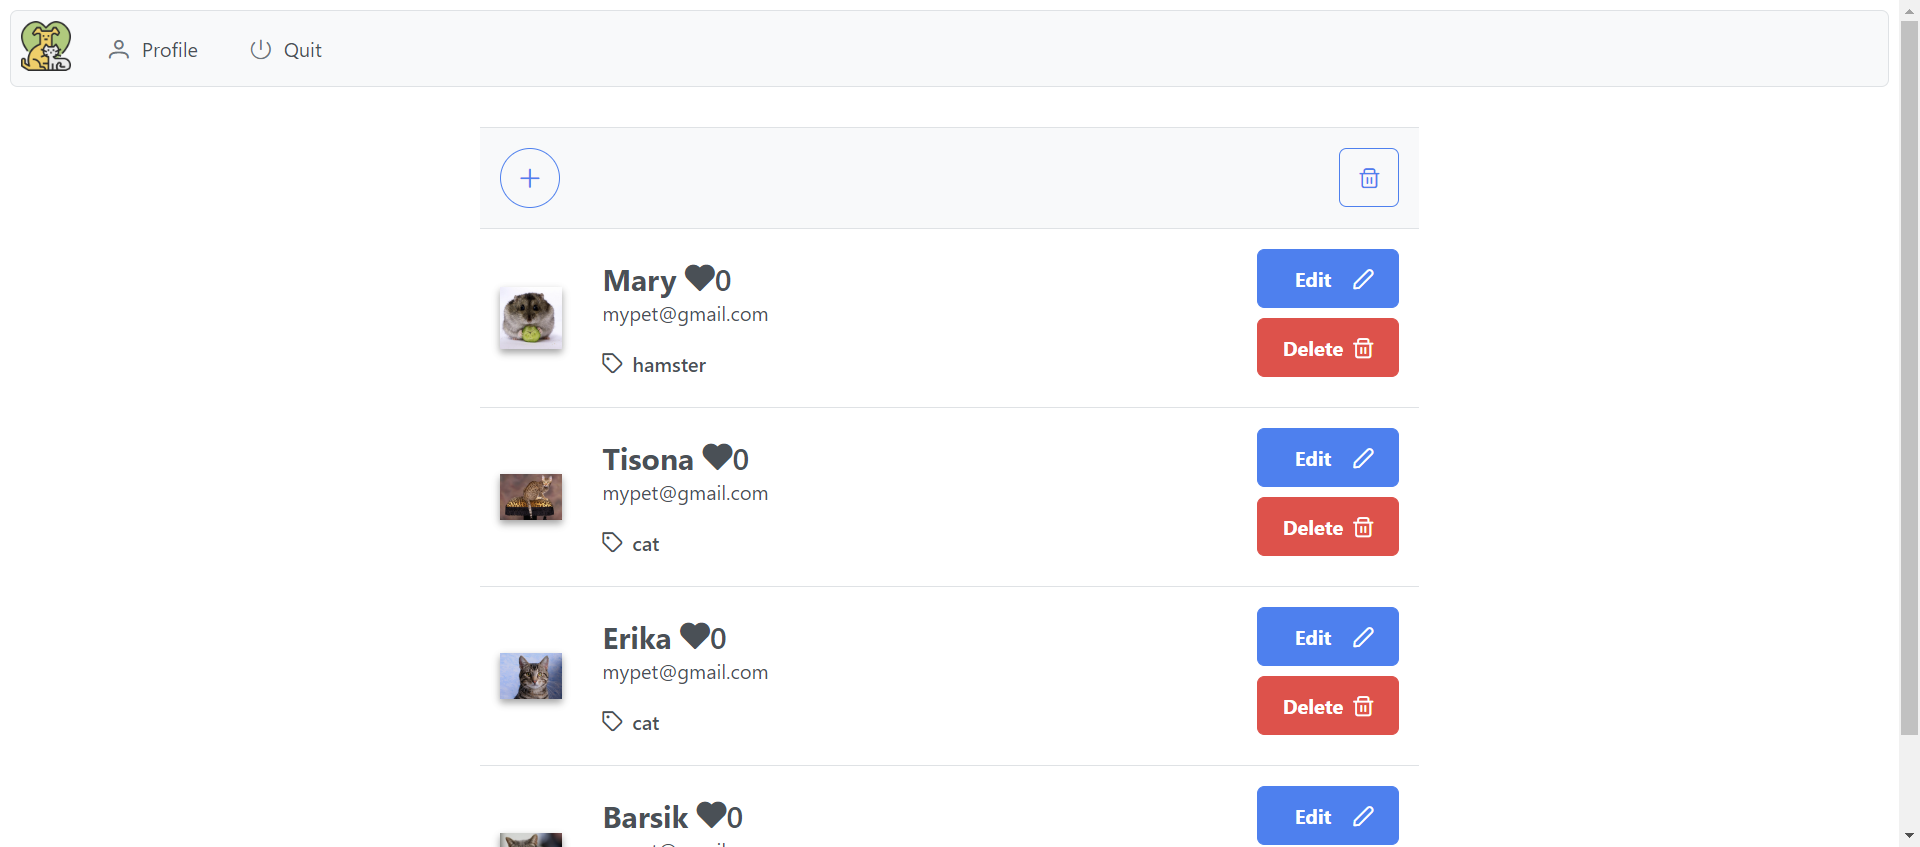 Profile
Quit
Mary 0
mypet@gmail.com
hamster
Edit
Delete
Tisona 0
mypet@gmail.com
cat
Edit
Delete
Erika 0
mypet@gmail.com
cat
Edit
Delete
Barsik 0
Edit